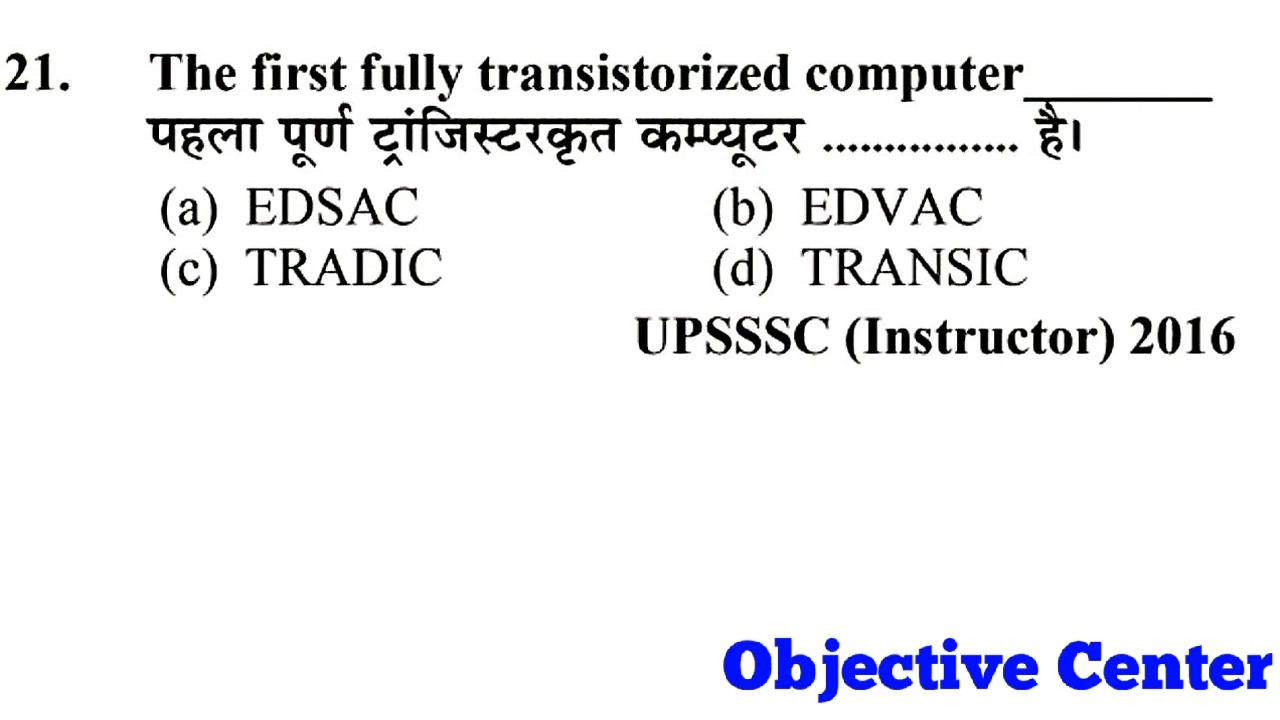 21. The first fully transistorized computer________
पहला पूर्ण ट्रांजिस्टरकृत कम्प्यूटर ................ है।
(a) EDSAC (b) EDVAC
(c) TRADIC (d) TRANSIC
UPSSSC (Instructor) 2016
Objective Center